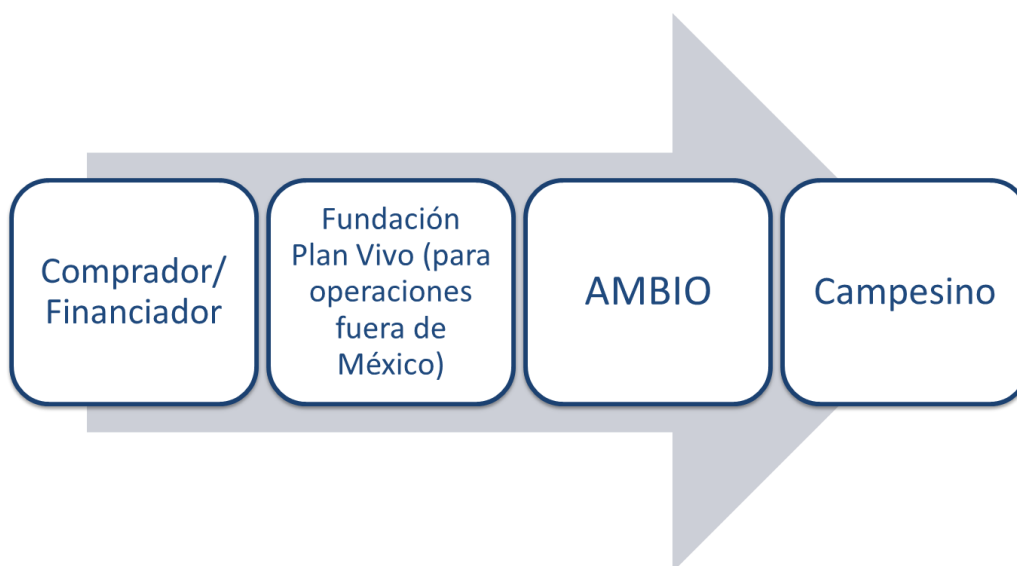 Comprador/
Financiador
Fundación
Plan Vivo (para
operaciones
fuera de
México)
AMBIO
Campesino